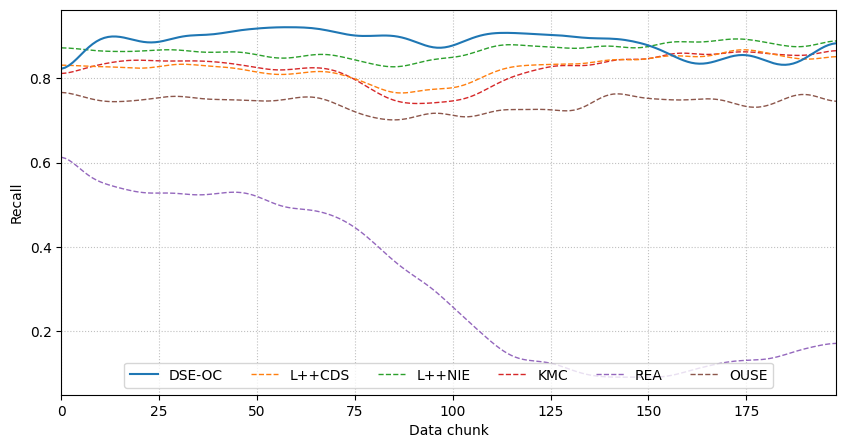 Recall
0.8
0.6
0.4
0.2
DSE-OC L++CDS L++NIE KMC REA OUSE
0 25 50 75 100 125 150 175
Data chunk